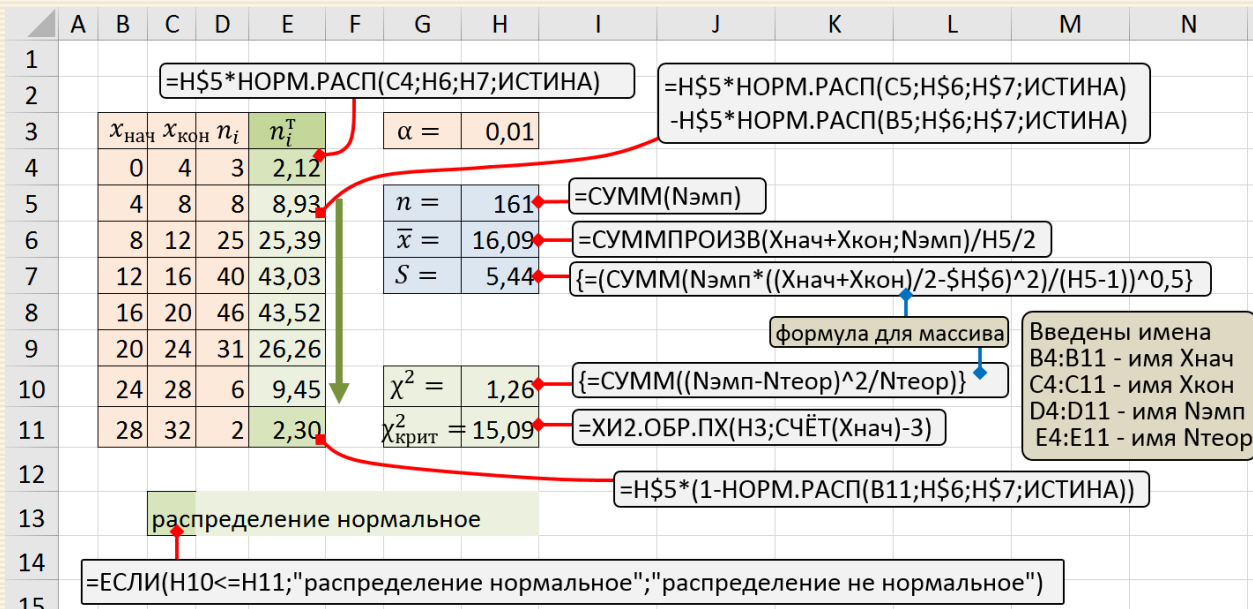 A B C D E F G H I J K L M N
1
=H$5*НОРМ.РАСП(C4;H6;H7;ИСТИНА)
=H$5*НОРМ.РАСП(C5;H$6;H$7;ИСТИНА)
-H$5*НОРМ.РАСП(B5;H$6;H$7;ИСТИНА)
2
3 xнач xкон nᵢ nᵢᵀ α = 0,01
4 0 4 3 2,12
5 4 8 8 8,93 n = 161 =СУММ(Nэмп)
6 8 12 25 25,39 x̅ = 16,09 =СУММПРОИЗВ(Xнач+Xкон;Nэмп)/H5/2
7 12 16 40 43,03 S = 5,44 {=(СУММ(Nэмп*((Xнач+Xкон)/2-$H$6)^2)/(H5-1))^0,5}
8 16 20 46 43,52
формула для массива
Введены имена
B4:B11 - имя Xнач
C4:C11 - имя Xкон
D4:D11 - имя Nэмп
E4:E11 - имя Nтеор
9 20 24 31 26,26
10 24 28 6 9,45 χ² = 1,26 {=СУММ((Nэмп-Nтеор)^2/Nтеор)}
11 28 32 2 2,30 χ²крит = 15,09 =ХИ2.ОБР.ПХ(H3;СЧЁТ(Xнач)-3)
12
=H$5*(1-НОРМ.РАСП(B11;H$6;H$7;ИСТИНА))
13 распределение нормальное
14
=ЕСЛИ(H10<=H11;"распределение нормальное";"распределение не нормальное")
15